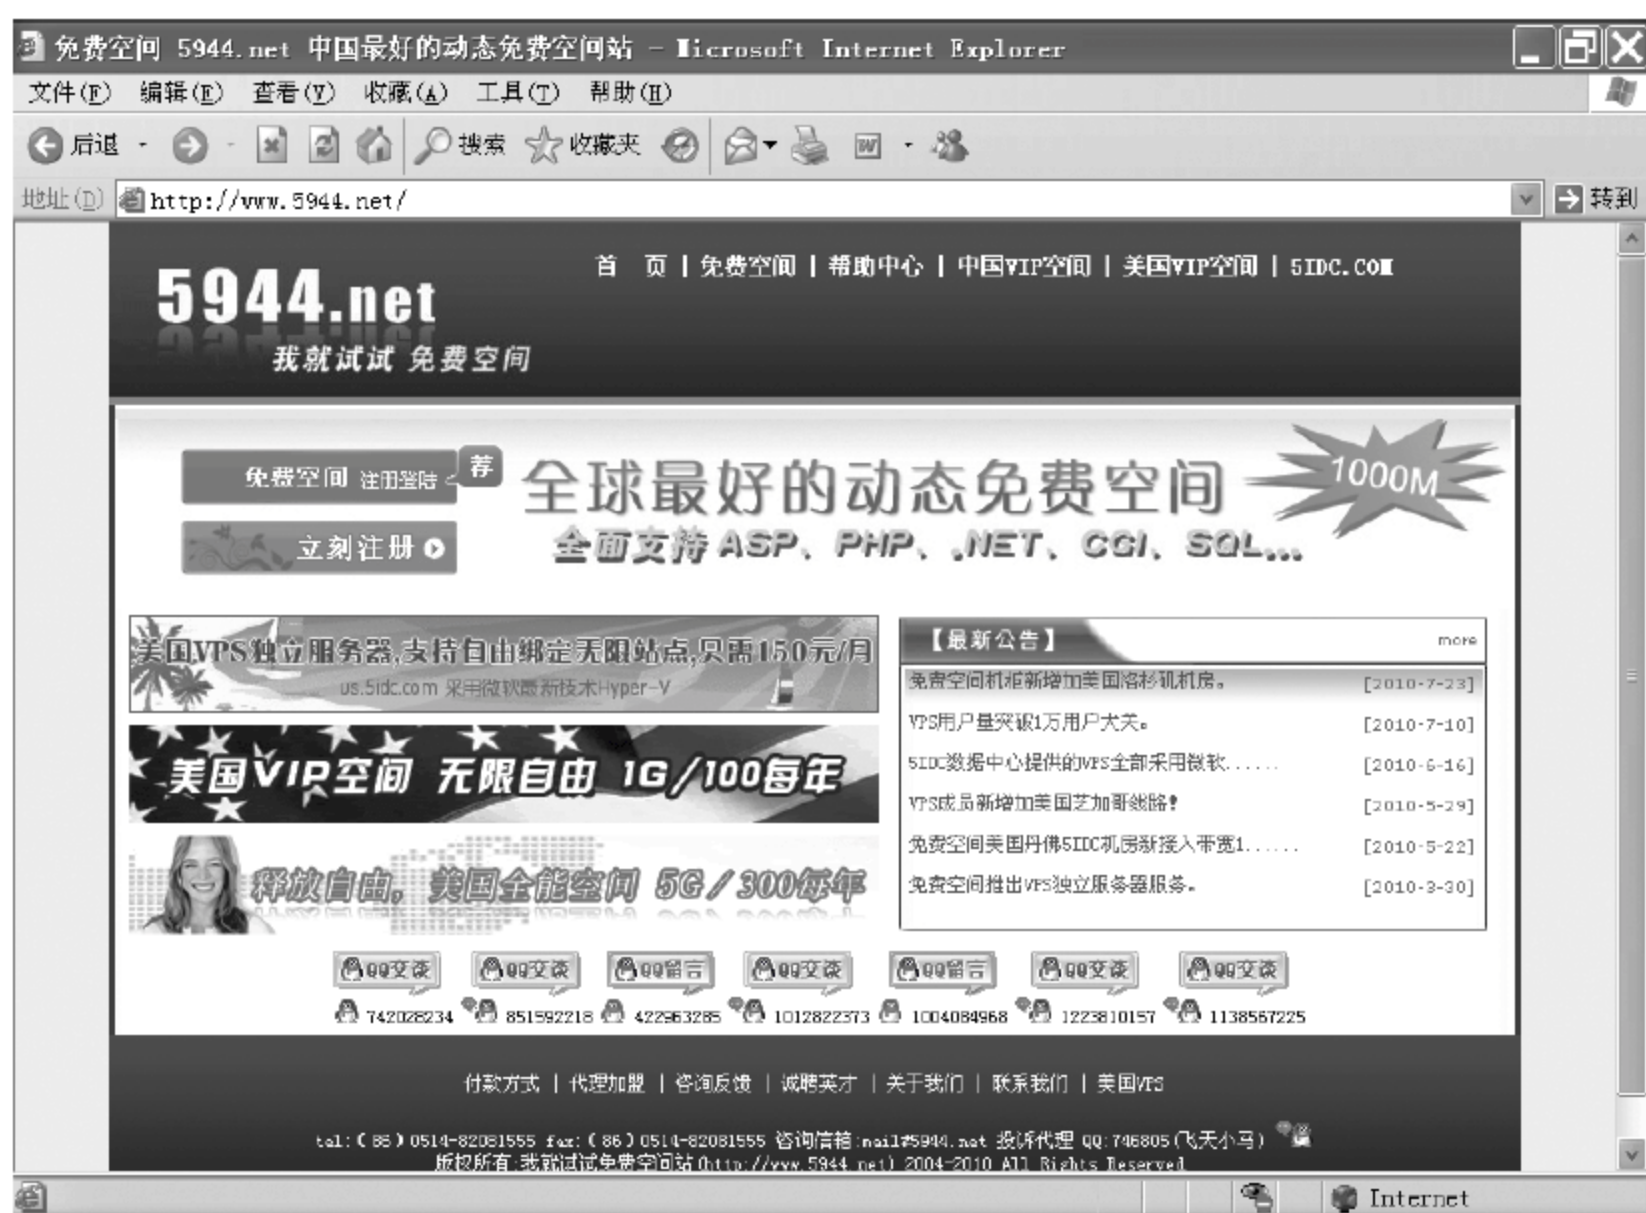 免费空间 5944.net 中国最好的动态免费空间站 - Microsoft Internet Explorer
文件(F) 编辑(E) 查看(V) 收藏(A) 工具(T) 帮助(H)
后退 搜索 收藏夹
地址(D) http://www.5944.net/ 转到
首 页 | 免费空间 | 帮助中心 | 中国VIP空间 | 美国VIP空间 | 5IDC.COM
5944.net
我就试试 免费空间
免费空间 注册登陆 荐
全球最好的动态免费空间
1000M
立刻注册
全面支持 ASP、PHP、.NET、CGI、SQL...
美国VPS独立服务器,支持自由绑定无限站点,只需150元/月
us.5idc.com 采用微软最新技术Hyper-V
美国VIP空间 无限自由 1G/100每年
释放自由，美国全能空间 5G/300每年
【最新公告】 more
免费空间机柜新增加美国洛杉矶机房。 [2010-7-23]
VPS用户量突破1万用户大关。 [2010-7-10]
5IDC数据中心提供的VPS全部采用微软...... [2010-6-16]
VPS成员新增加美国芝加哥线路! [2010-5-29]
免费空间美国丹佛5IDC机房新接入带宽1...... [2010-5-22]
免费空间推出VPS独立服务器服务。 [2010-3-30]
QQ交谈 QQ交谈 QQ留言 QQ交谈 QQ留言 QQ交谈 QQ交谈
742028234 851592218 422963285 1012822373 1004084968 1223810157 1138567225
付款方式 | 代理加盟 | 咨询反馈 | 诚聘英才 | 关于我们 | 联系我们 | 美国VPS
tel:(86)0514-82081555 fax:(86)0514-82081555 咨询信箱:mail#5944.net 投诉代理 QQ:746805(飞天小马)
版权所有:我就试试免费空间站(http://www.5944.net) 2004-2010 All Rights Reserved
Internet